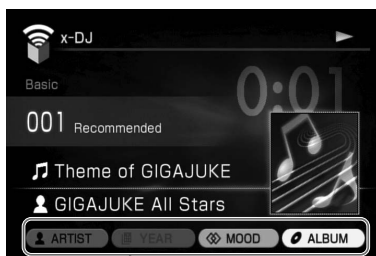 x-DJ
Basic
0:01
001 Recommended
Theme of GIGAJUKE
GIGAJUKE All Stars
ARTIST YEAR MOOD ALBUM